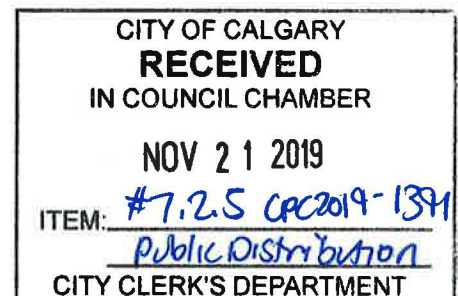 CITY OF CALGARY
RECEIVED
IN COUNCIL CHAMBER
NOV 21 2019
ITEM: #7.2.5 CPC2019-1391
Public Distribution
CITY CLERK'S DEPARTMENT